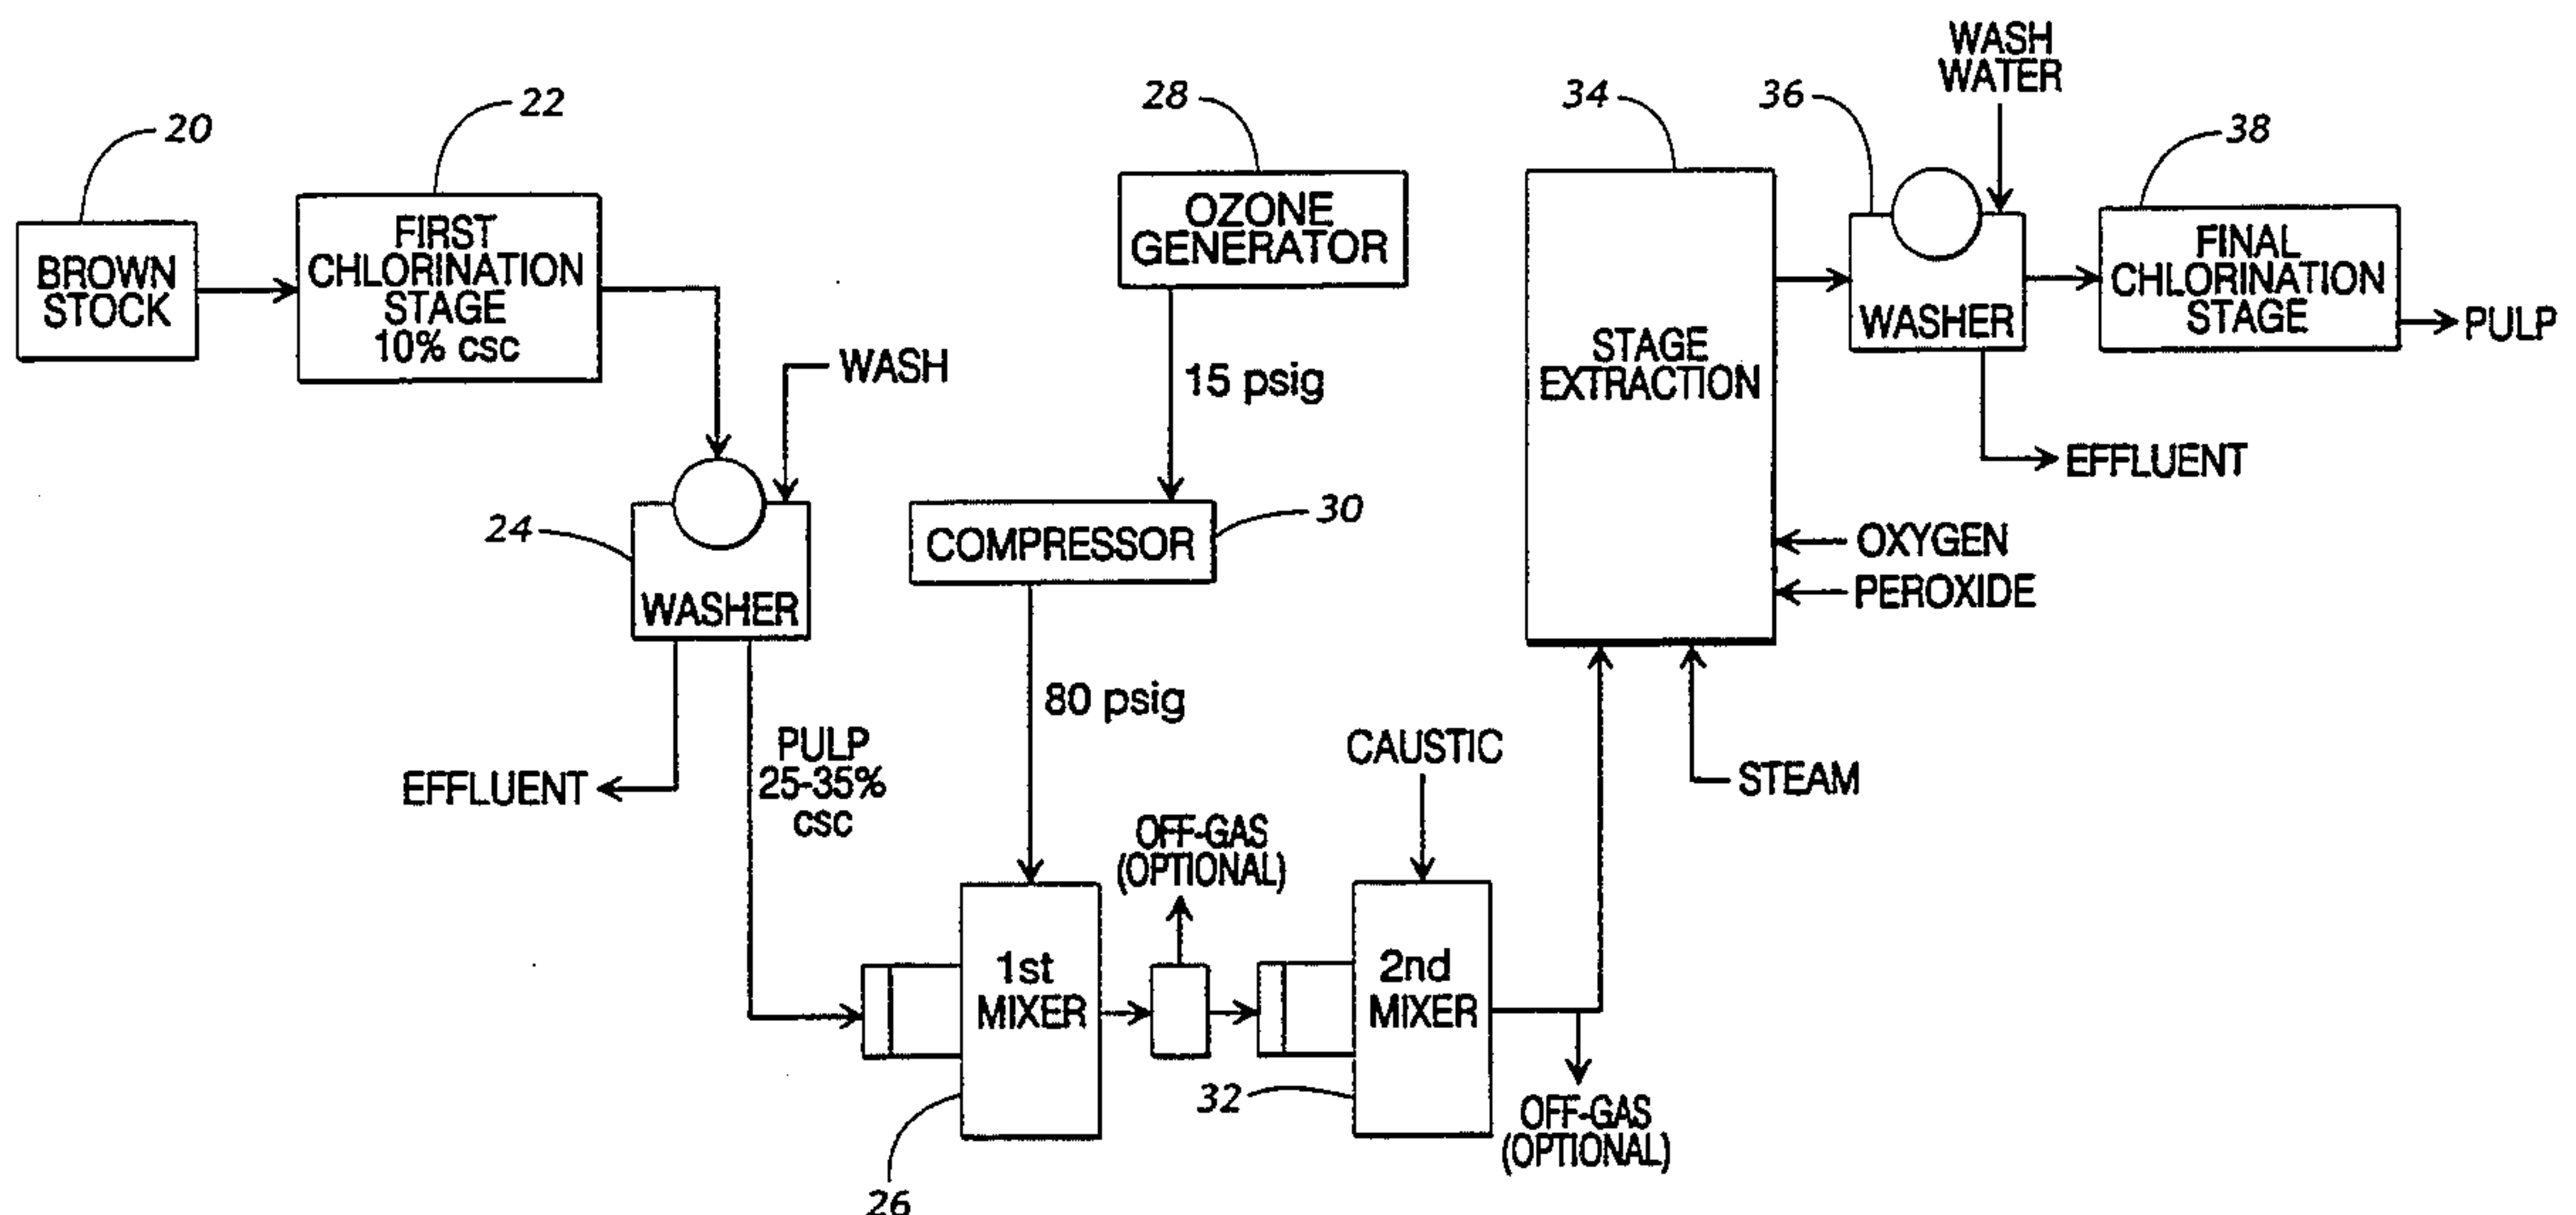 20
BROWN
STOCK
22
FIRST
CHLORINATION
STAGE
10% csc
WASH
24
WASHER
EFFLUENT
PULP
25-35%
csc
28
OZONE
GENERATOR
15 psig
COMPRESSOR
30
80 psig
1st
MIXER
26
OFF-GAS
(OPTIONAL)
CAUSTIC
2nd
MIXER
32
OFF-GAS
(OPTIONAL)
34
STAGE
EXTRACTION
OXYGEN
PEROXIDE
STEAM
36
WASH
WATER
WASHER
EFFLUENT
38
FINAL
CHLORINATION
STAGE
PULP